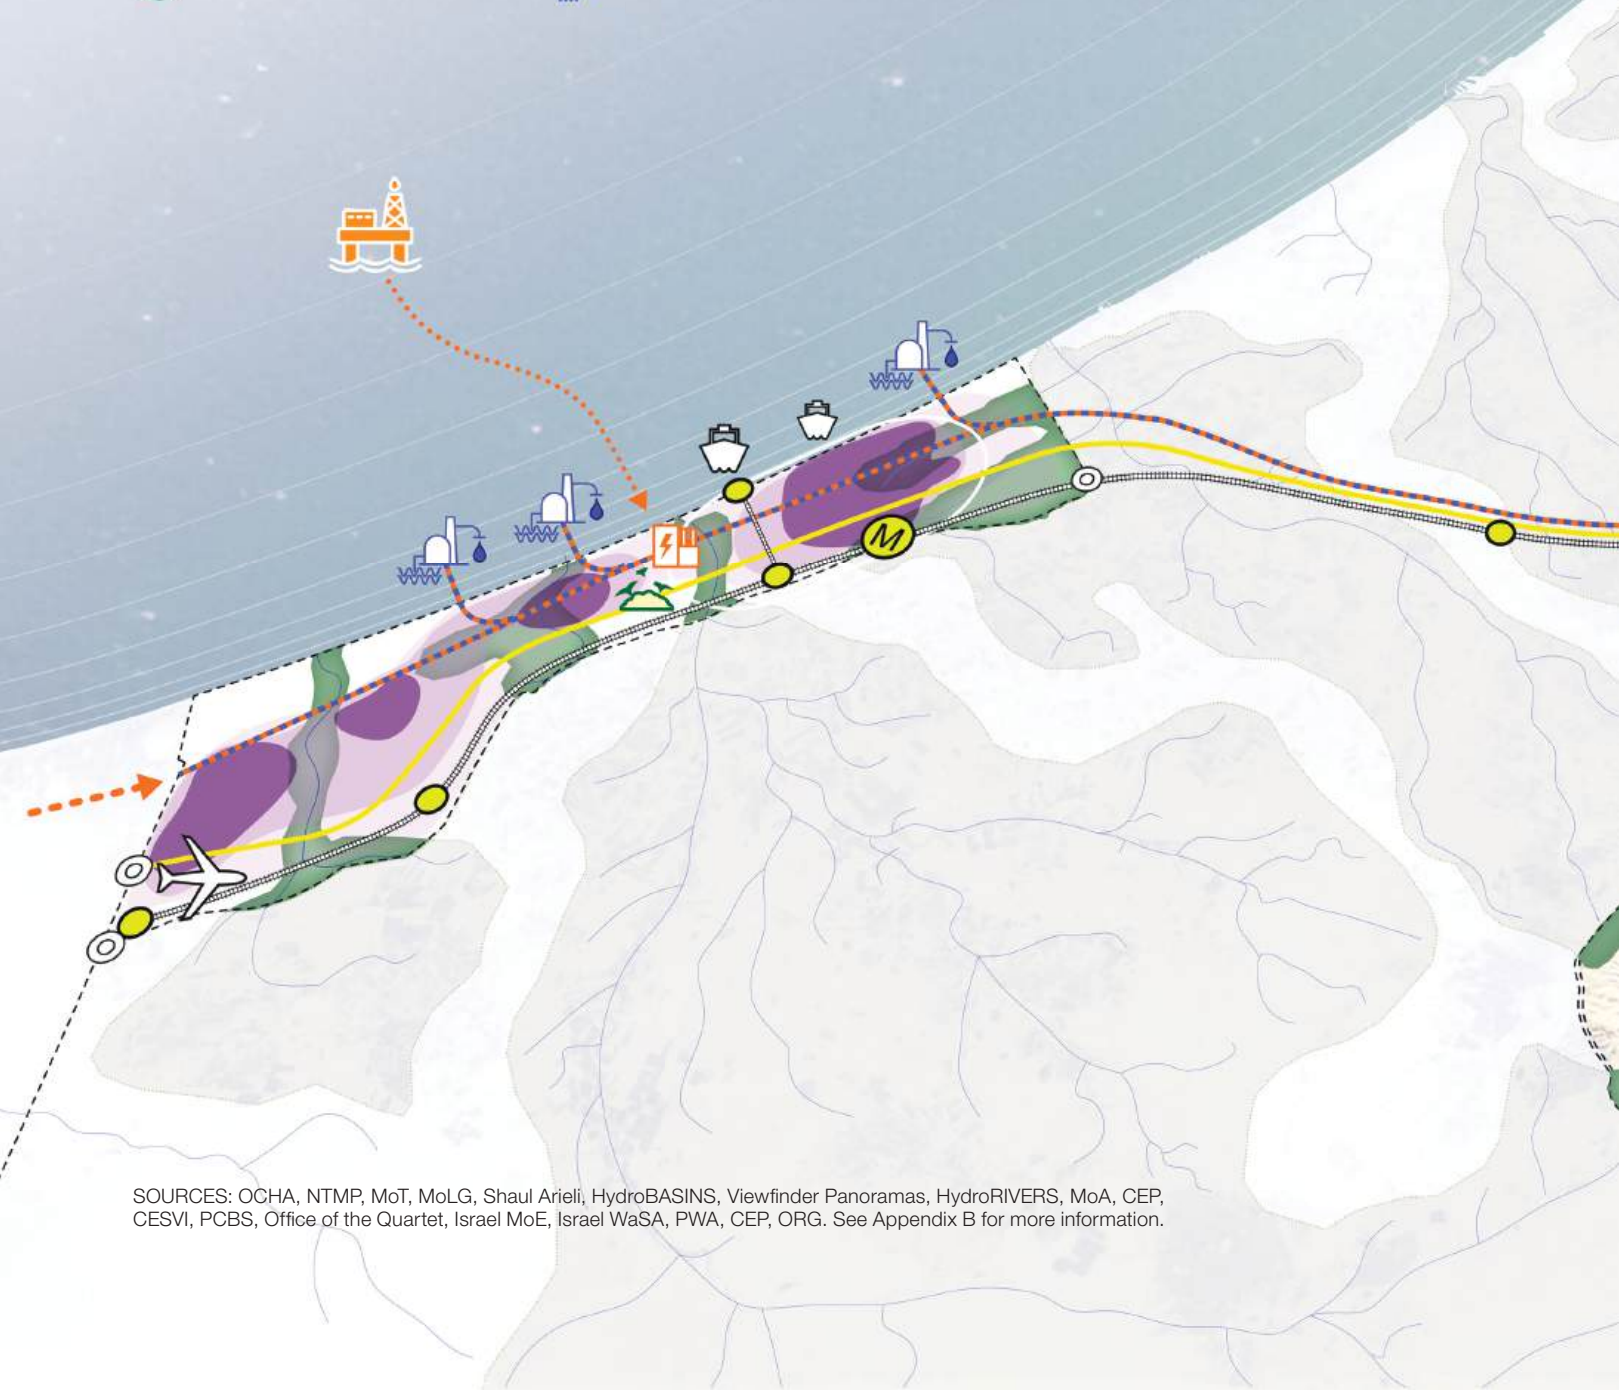 M
SOURCES: OCHA, NTMP, MoT, MoLG, Shaul Arieli, HydroBASINS, Viewfinder Panoramas, HydroRIVERS, MoA, CEP,
CESVI, PCBS, Office of the Quartet, Israel MoE, Israel WaSA, PWA, CEP, ORG. See Appendix B for more information.